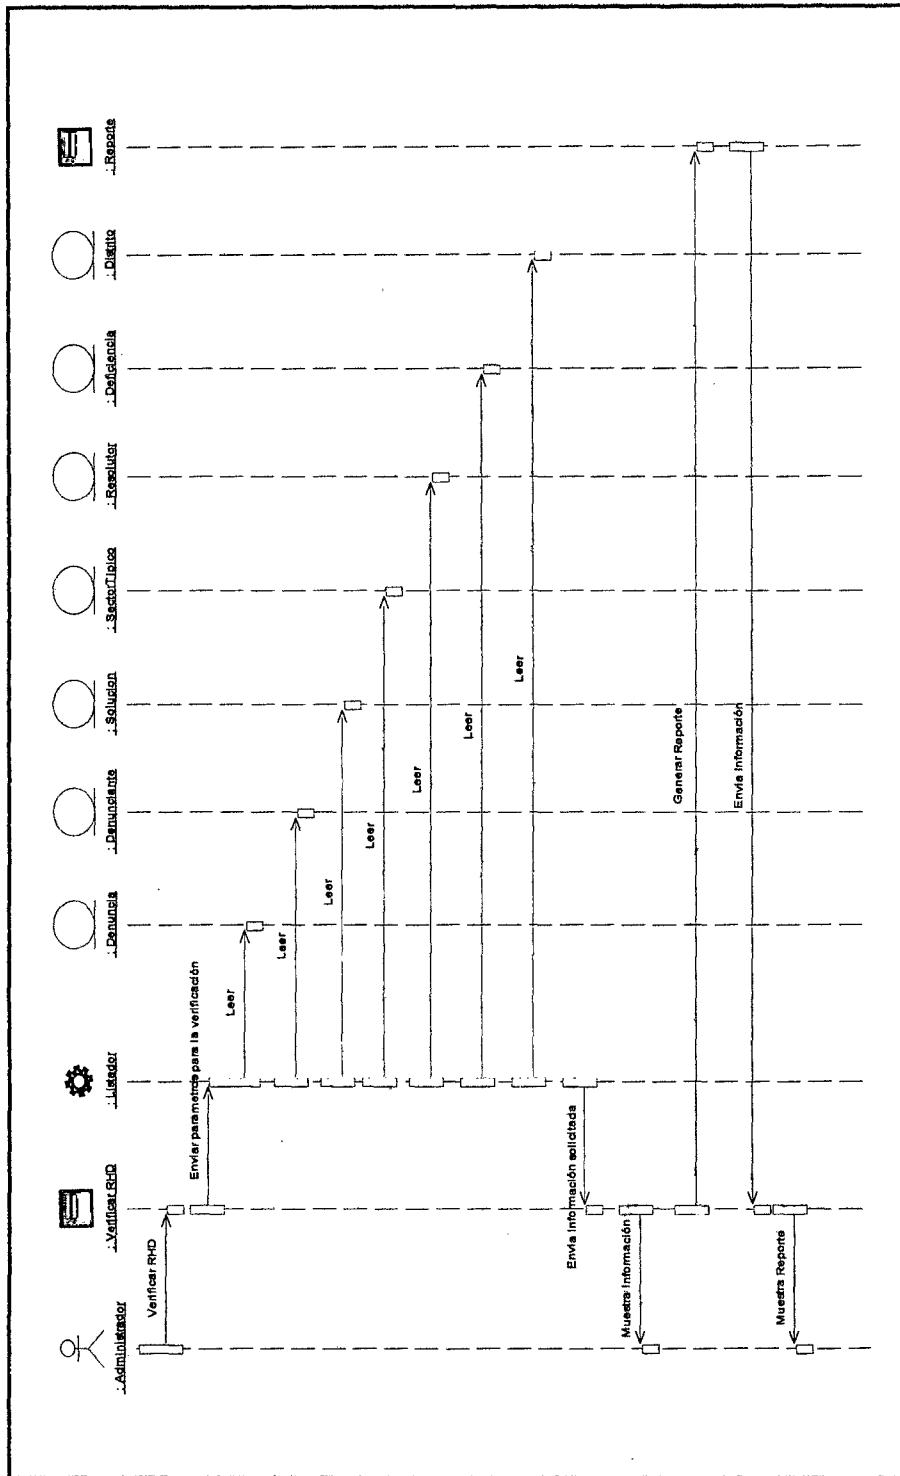 : Administrador
: Verificar RHD
: Listador
: Denuncia
: Denunciante
: Solucion
: SectorTipico
: Resolutor
: Deficiencia
: Distrito
: Reporte
Verificar RHD
Enviar parametros para la verificación
Leer
Leer
Leer
Leer
Leer
Leer
Leer
Envia Información solicitada
Muestra Información
Generar Reporte
Envia Información
Muestra Reporte